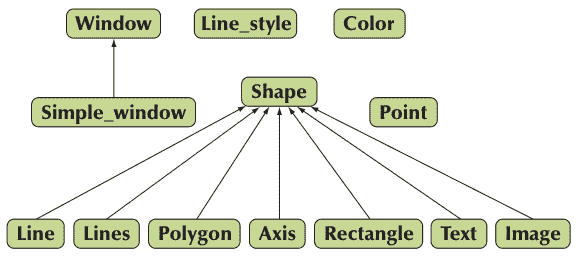 Window
Line_style
Color
Shape
Simple_window
Point
Line
Lines
Polygon
Axis
Rectangle
Text
Image